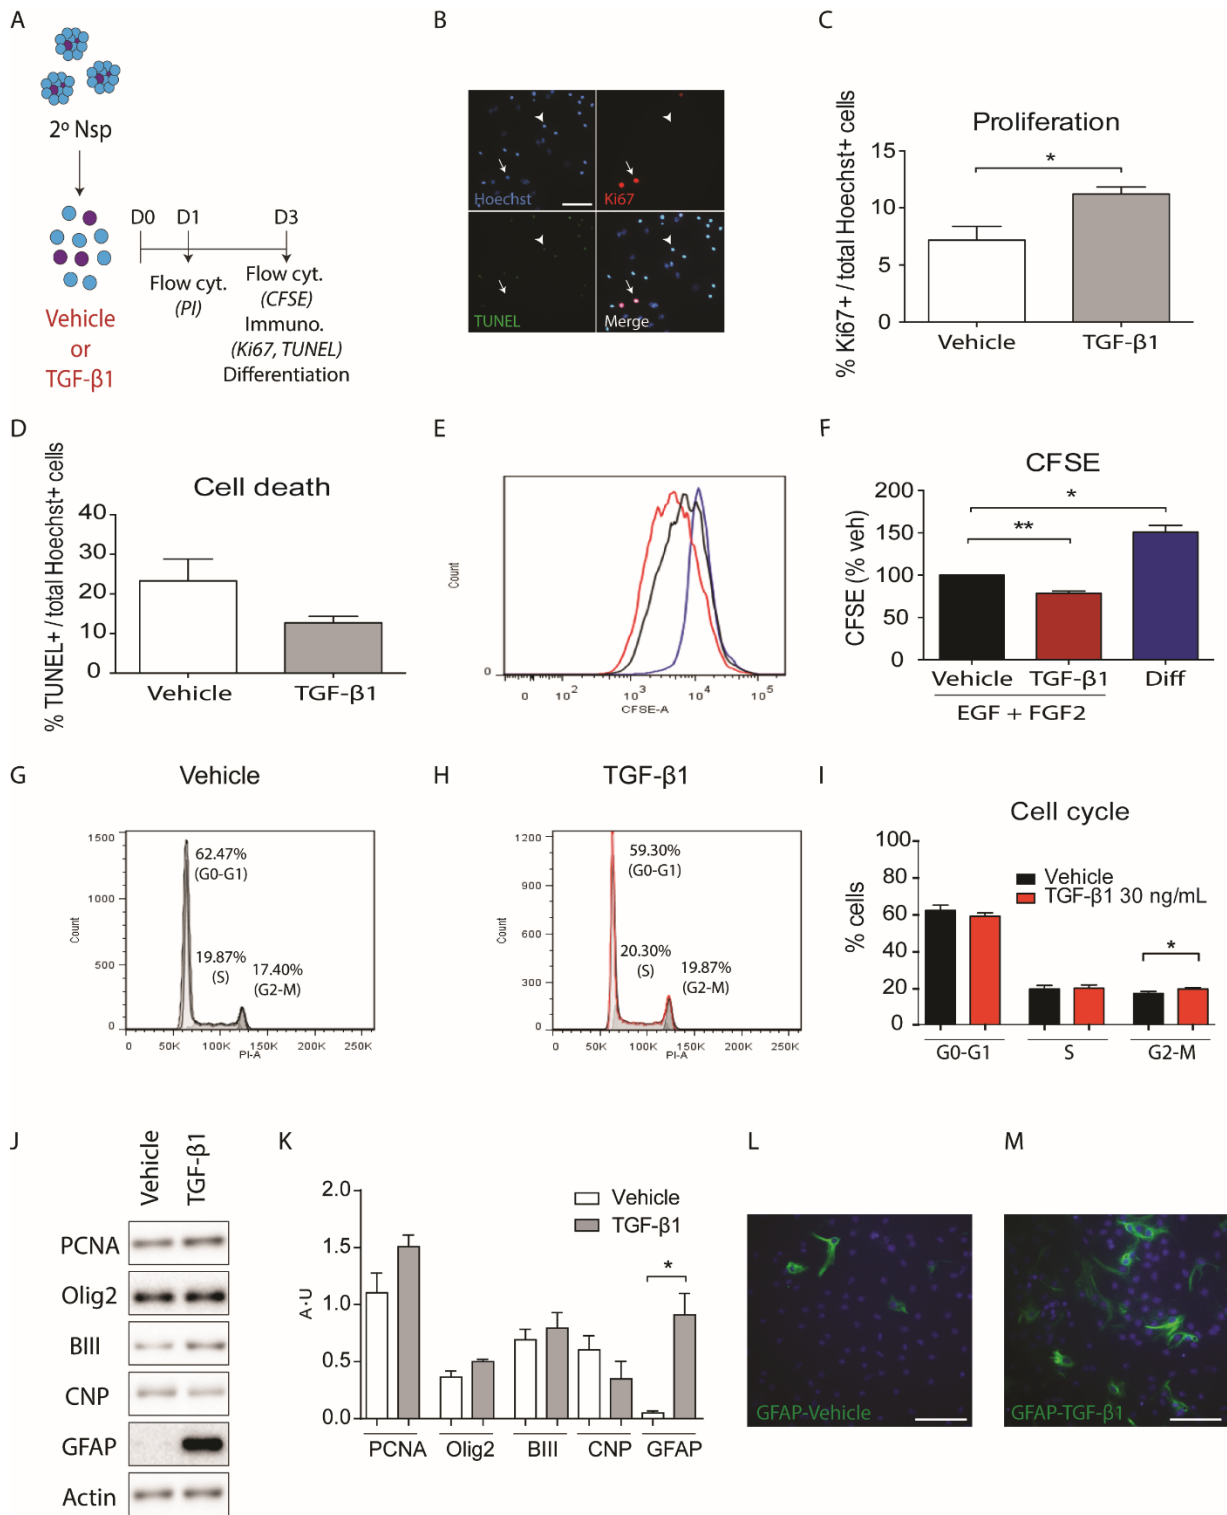 A
2º Nsp
D0 D1 D3
Flow cyt.
(PI)
Flow cyt.
(CFSE)
Immuno.
(Ki67, TUNEL)
Differentiation
Vehicle
or
TGF-β1
B
Hoechst
Ki67
TUNEL
Merge
C
Proliferation
% Ki67+ / total Hoechst+ cells
15
10
5
0
*
Vehicle TGF-β1
D
Cell death
% TUNEL+ / total Hoechst+ cells
40
30
20
10
0
Vehicle TGF-β1
E
Count
0
0 10² 10³ 10⁴ 10⁵
CFSE-A
F
CFSE
CFSE (% veh)
200
150
100
50
0
*
**
Vehicle TGF-β1 Diff
EGF + FGF2
G
Vehicle
Count
1500
1000
500
0
62.47%
(G0-G1)
19.87%
(S)
17.40%
(G2-M)
0 50K 100K 150K 200K 250K
PI-A
H
TGF-β1
Count
1200
900
600
300
0
59.30%
(G0-G1)
20.30%
(S)
19.87%
(G2-M)
0 50K 100K 150K 200K 250K
PI-A
I
Cell cycle
% cells
100
80
60
40
20
0
Vehicle
TGF-β1 30 ng/mL
*
G0-G1 S G2-M
J
Vehicle
TGF-β1
PCNA
Olig2
BIII
CNP
GFAP
Actin
K
A·U
2.0
1.5
1.0
0.5
0.0
Vehicle
TGF-β1
*
PCNA Olig2 BIII CNP GFAP
L
GFAP-Vehicle
M
GFAP-TGF-β1